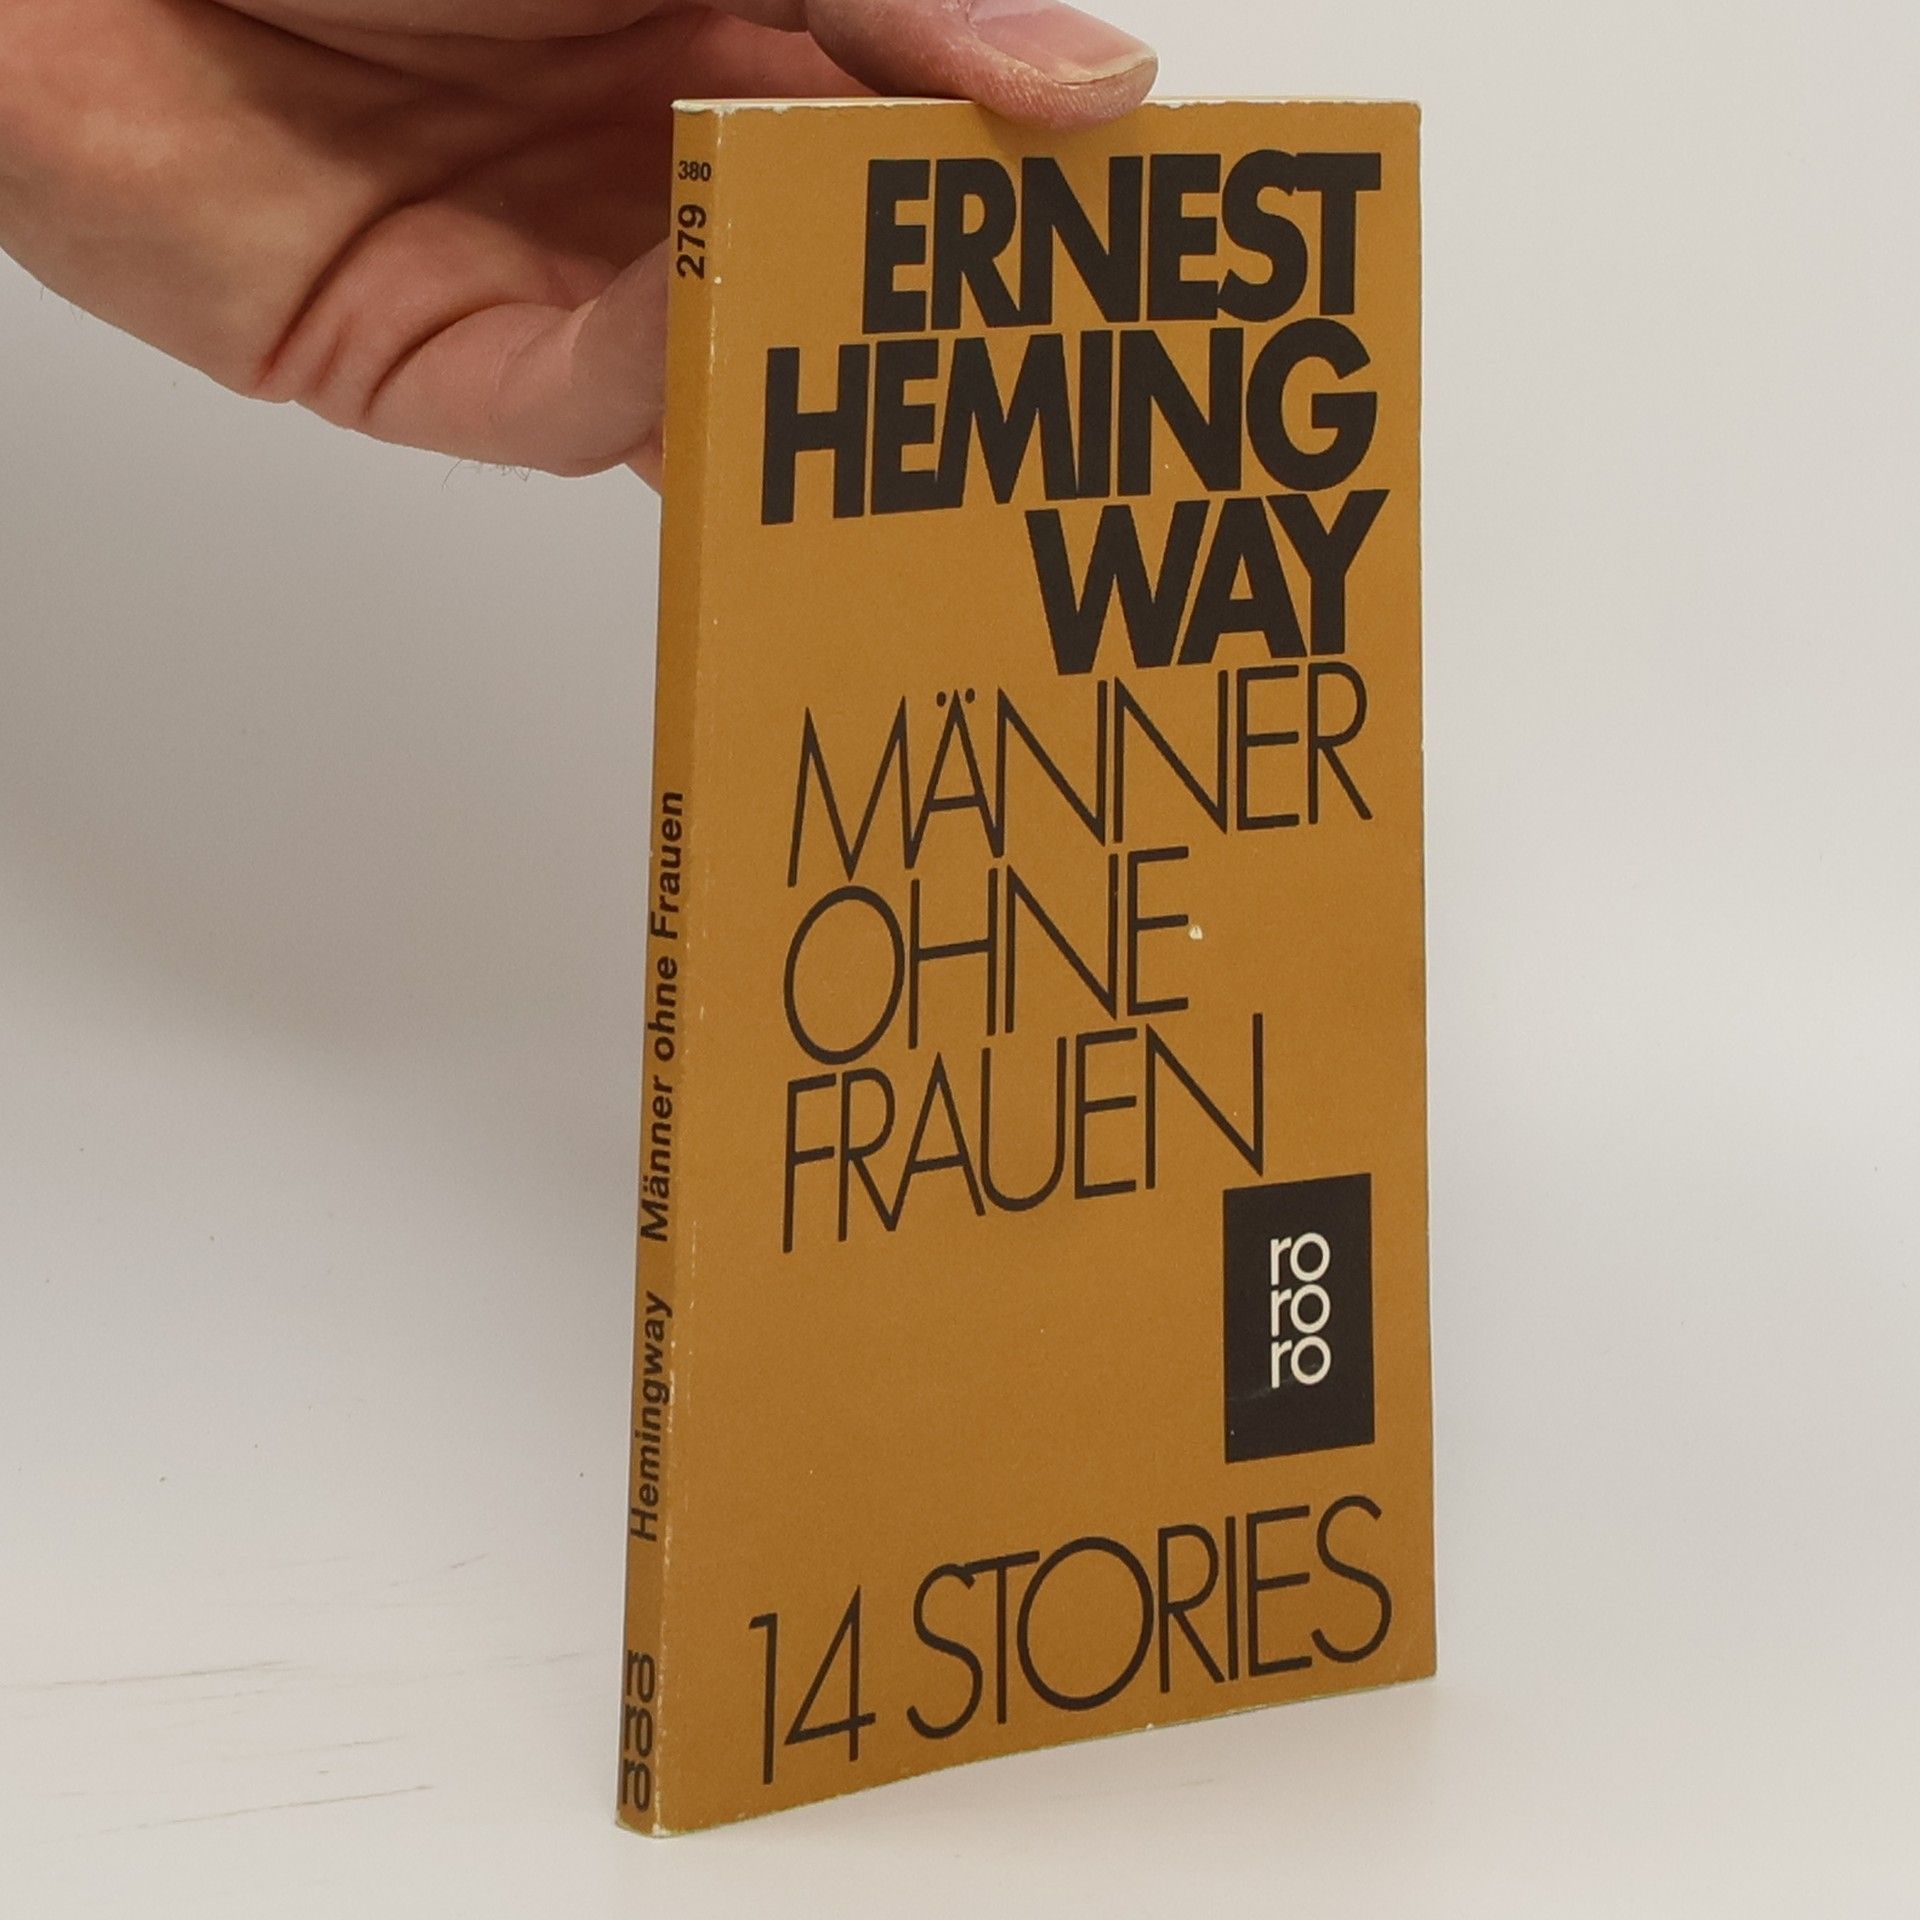 380
279
Männer ohne Frauen
Hemingway
ro
ro
ro
ERNEST
HEMING
WAY
MÄNNER
OHNE
FRAUEN
ro
ro
ro
14 STORIES